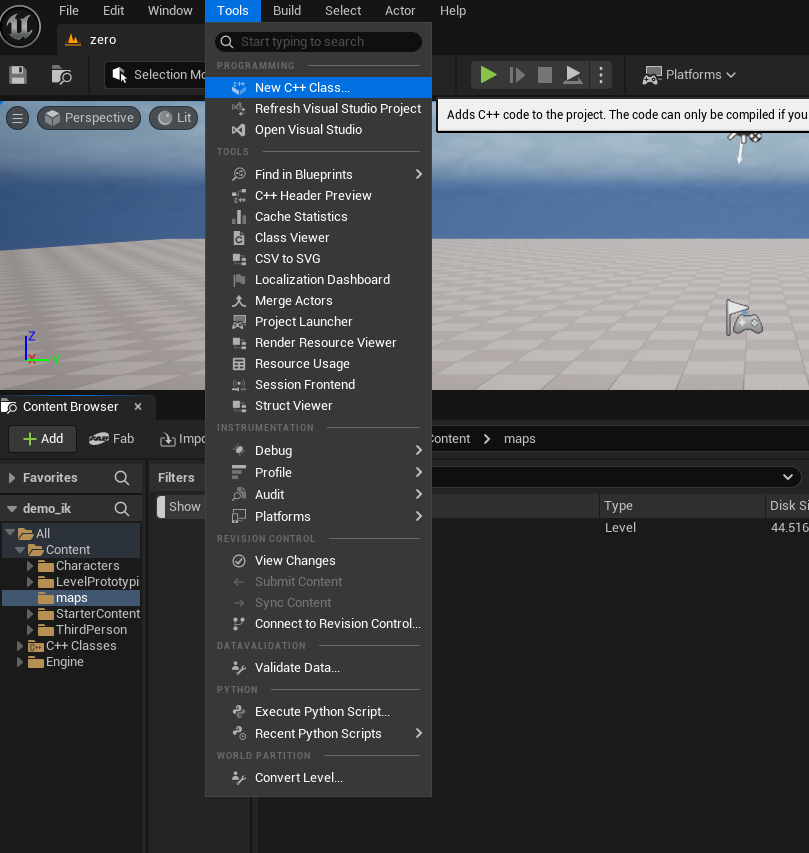 File Edit Window Tools Build Select Actor Help
zero
Start typing to search
Selection Mo
Platforms
PROGRAMMING
New C++ Class...
Adds C++ code to the project. The code can only be compiled if you
Refresh Visual Studio Project
Perspective Lit
Open Visual Studio
TOOLS
Find in Blueprints
C++ Header Preview
Cache Statistics
Class Viewer
CSV to SVG
Localization Dashboard
Merge Actors
Project Launcher
Render Resource Viewer
Resource Usage
Session Frontend
Struct Viewer
Z
X Y
Content Browser
INSTRUMENTATION
Add Fab Impo
Content maps
Debug
Profile
Audit
Platforms
Favorites
Filters
demo_ik
Show
Type Disk Si
Level 44.516
All
Content
Characters
LevelPrototypi
maps
StarterContent
ThirdPerson
C++ Classes
Engine
REVISION CONTROL
View Changes
Submit Content
Sync Content
Connect to Revision Control...
DATAVALIDATION
Validate Data...
PYTHON
Execute Python Script...
Recent Python Scripts
WORLD PARTITION
Convert Level...